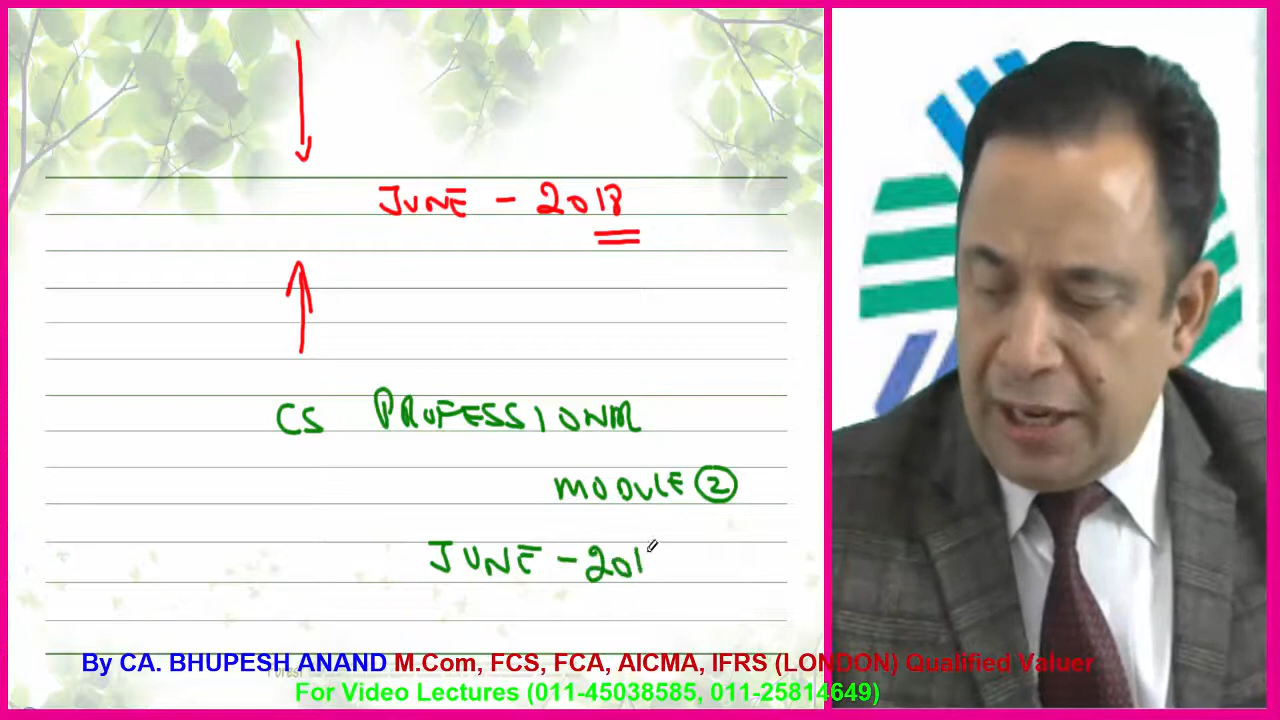 JUNE - 2018
CS PROFESSIONAL
MODULE 2
JUNE - 201
By CA. BHUPESH ANAND M.Com, FCS, FCA, AICMA, IFRS (LONDON) Qualified Valuer
For Video Lectures (011-45038585, 011-25814649)